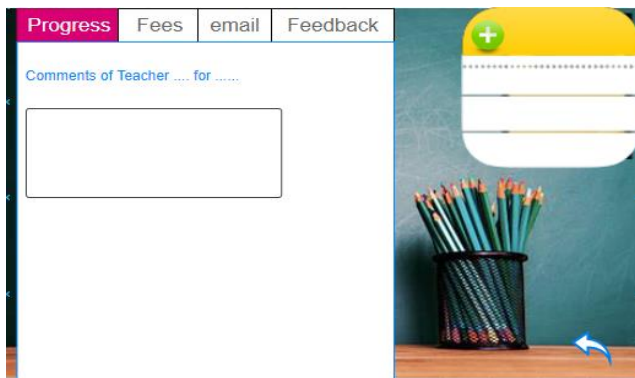 Progress Fees email Feedback
Comments of Teacher .... for ......